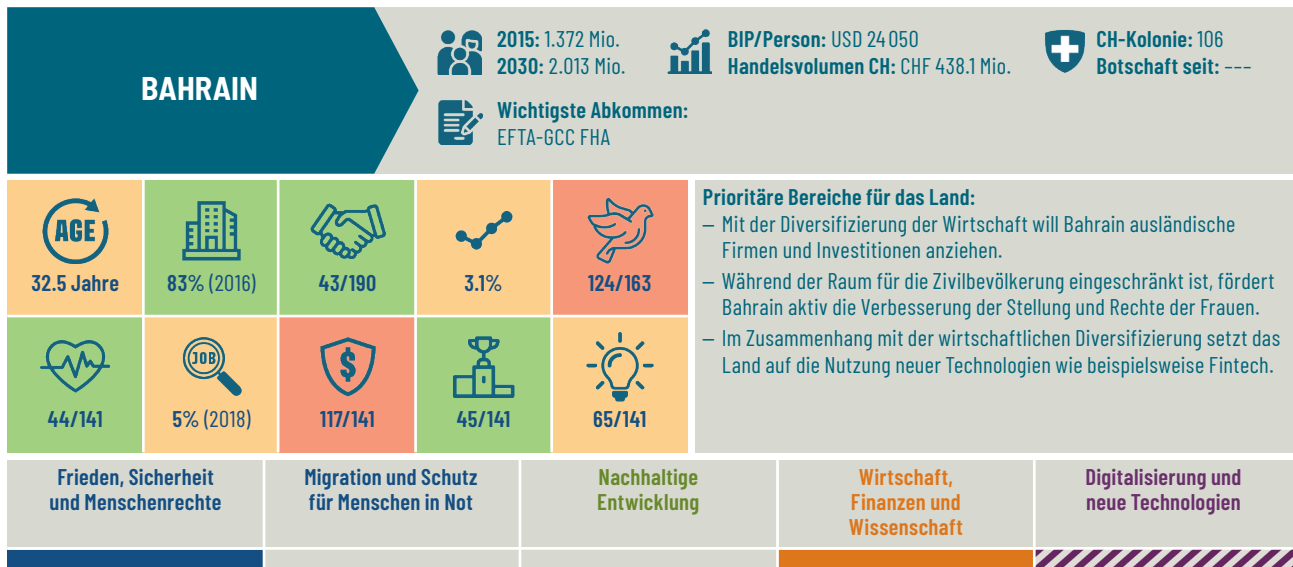 BAHRAIN
2015: 1.372 Mio.
2030: 2.013 Mio.
BIP/Person: USD 24 050
Handelsvolumen CH: CHF 438.1 Mio.
CH-Kolonie: 106
Botschaft seit: –––
Wichtigste Abkommen:
EFTA-GCC FHA
AGE
32.5 Jahre
83% (2016)
43/190
3.1%
124/163
44/141
JOB
5% (2018)
$
117/141
45/141
65/141
Prioritäre Bereiche für das Land:
– Mit der Diversifizierung der Wirtschaft will Bahrain ausländische
Firmen und Investitionen anziehen.
– Während der Raum für die Zivilbevölkerung eingeschränkt ist, fördert
Bahrain aktiv die Verbesserung der Stellung und Rechte der Frauen.
– Im Zusammenhang mit der wirtschaftlichen Diversifizierung setzt das
Land auf die Nutzung neuer Technologien wie beispielsweise Fintech.
Frieden, Sicherheit
und Menschenrechte
Migration und Schutz
für Menschen in Not
Nachhaltige
Entwicklung
Wirtschaft,
Finanzen und
Wissenschaft
Digitalisierung und
neue Technologien